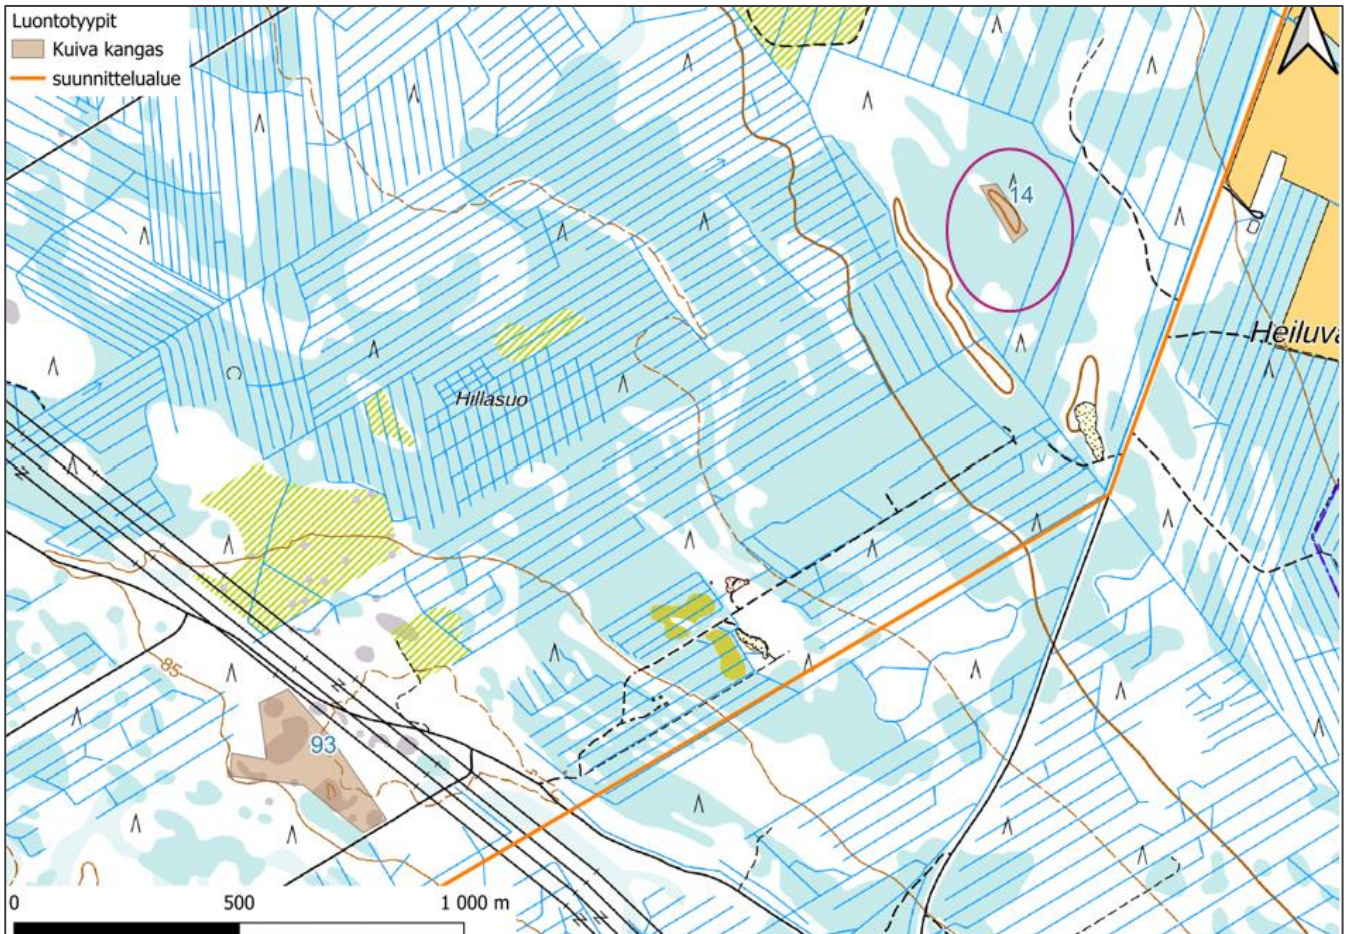 Luontotyypit
Kuiva kangas
suunnittelualue
14
Heiluva
Hillasuo
85
93
0 500 1 000 m